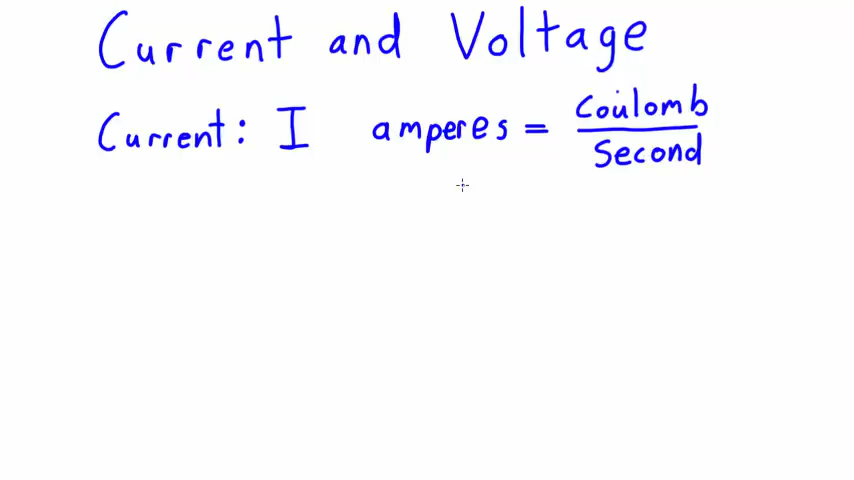 Current and Voltage
Current: I amperes = Coulomb / Second